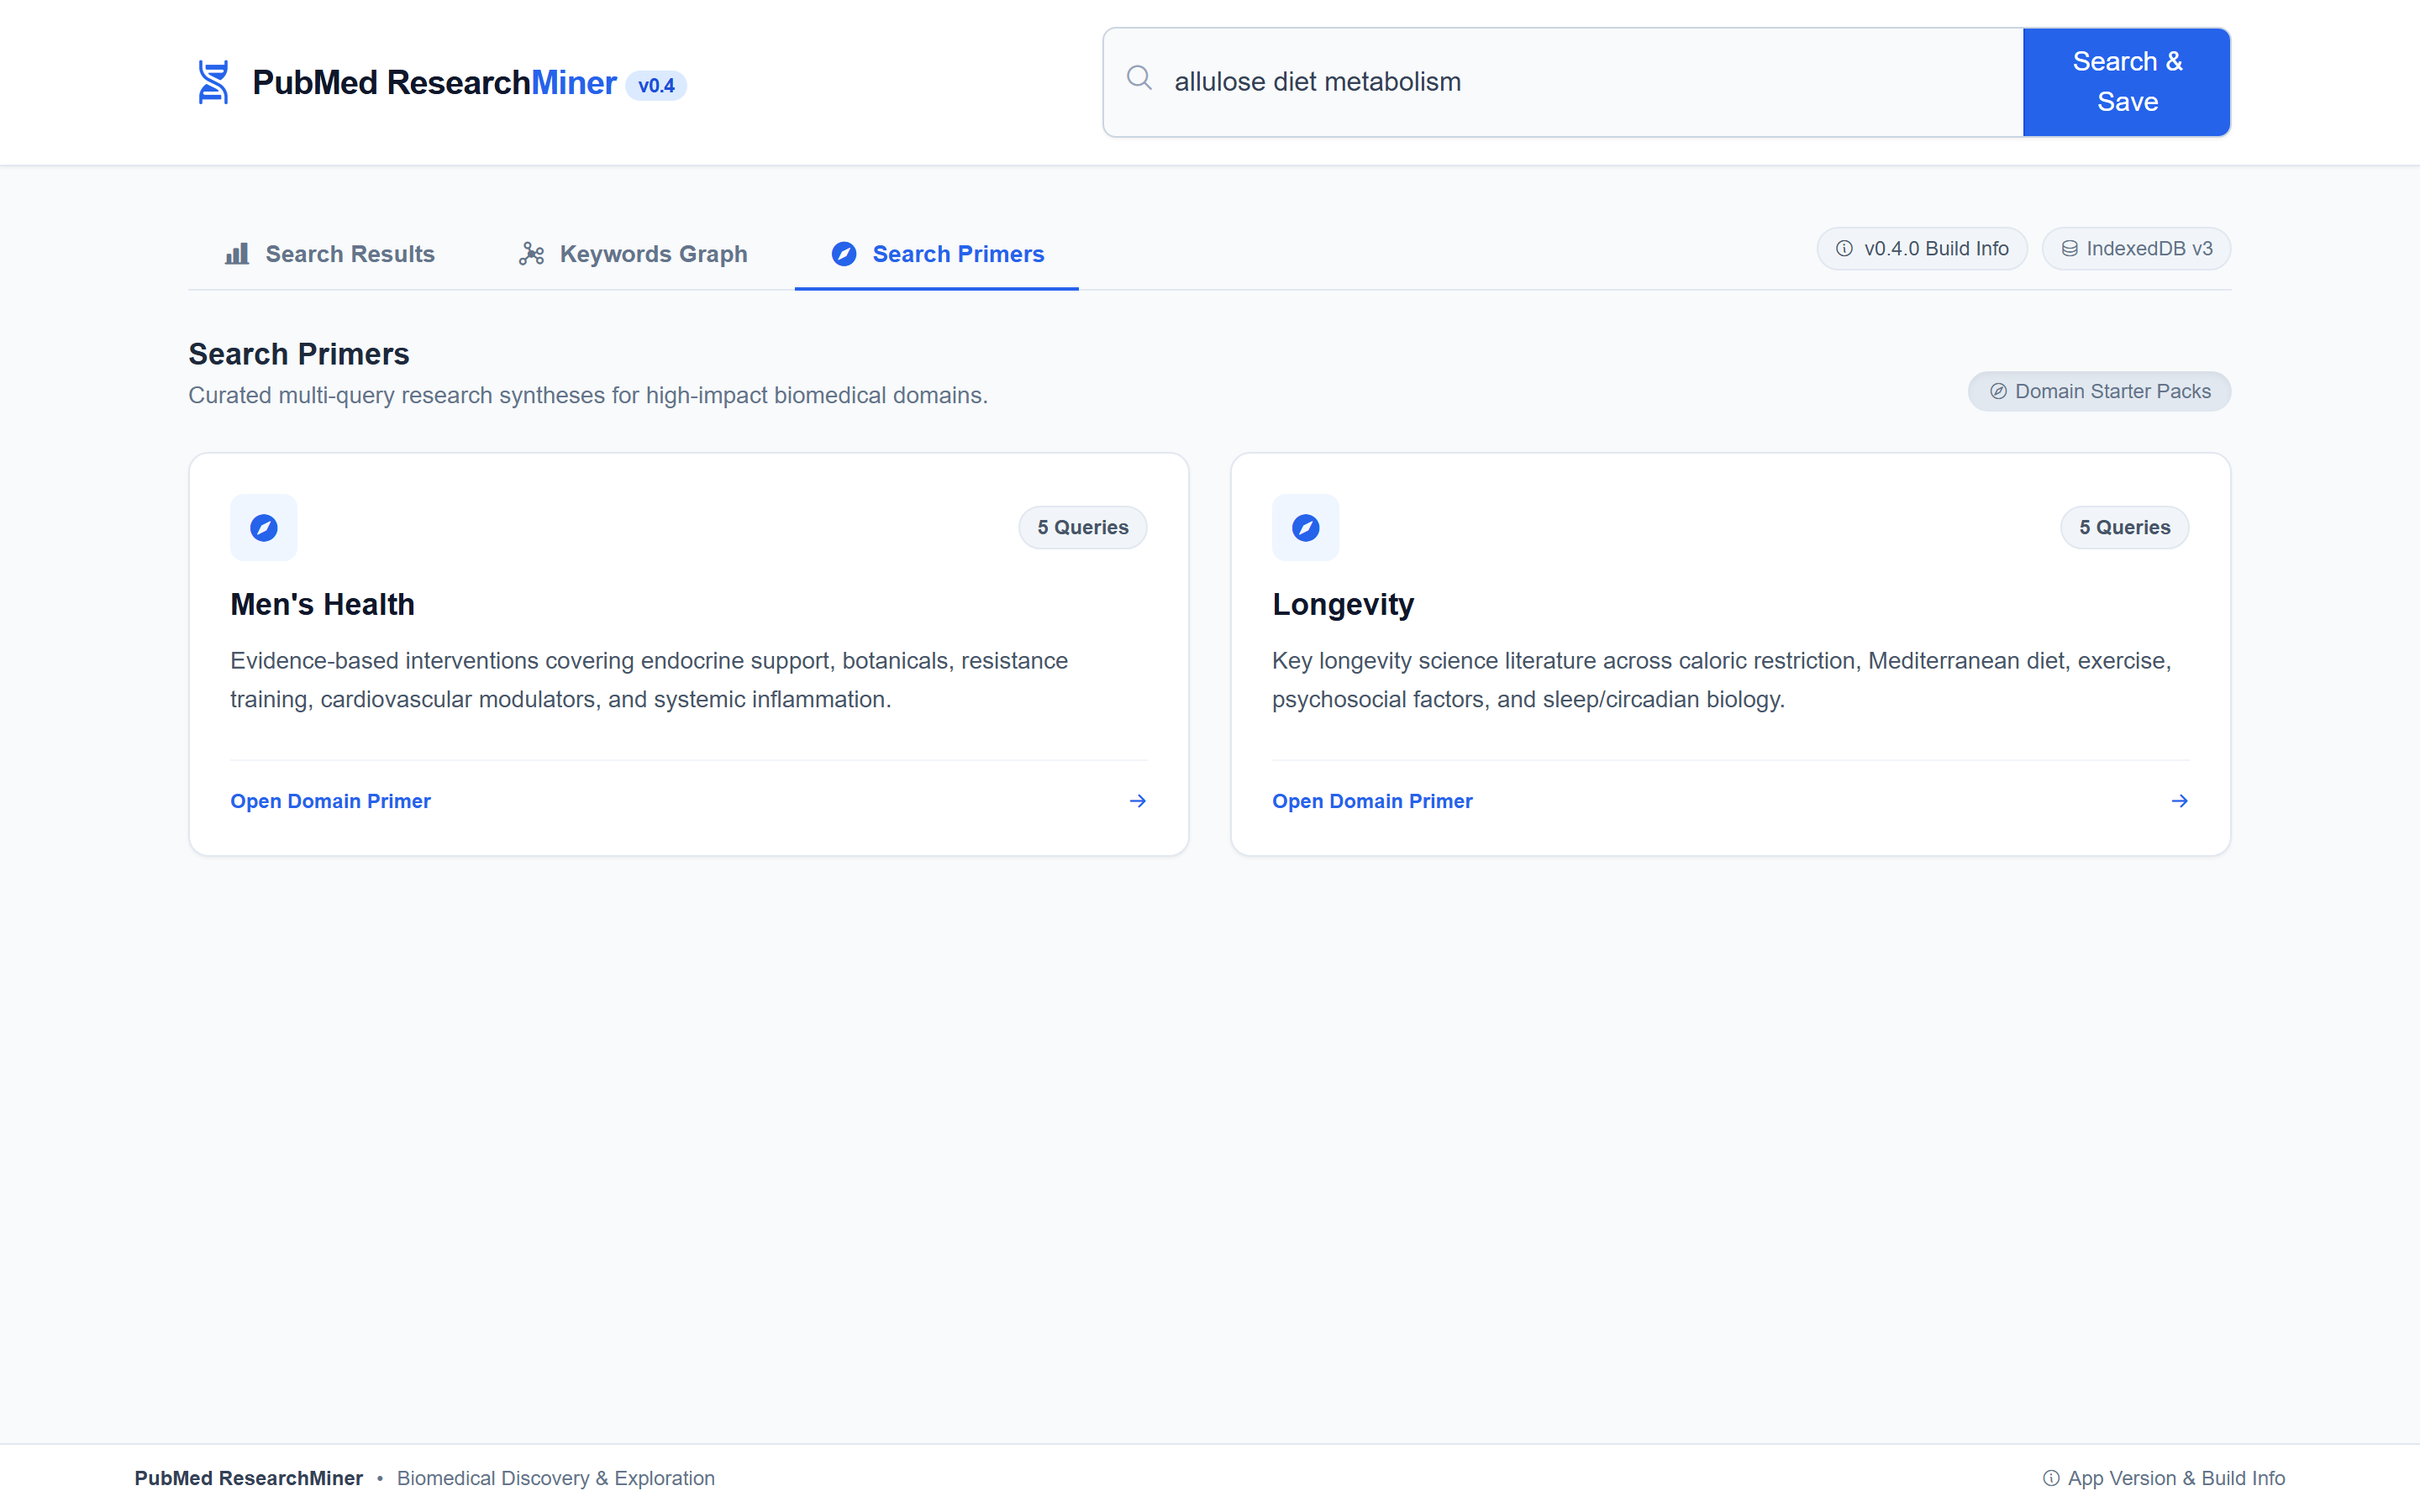 PubMed ResearchMiner v0.4
allulose diet metabolism
Search &
Save
Search Results
Keywords Graph
Search Primers
v0.4.0 Build Info
IndexedDB v3
Search Primers
Curated multi-query research syntheses for high-impact biomedical domains.
Domain Starter Packs
5 Queries
Men's Health
Evidence-based interventions covering endocrine support, botanicals, resistance
training, cardiovascular modulators, and systemic inflammation.
Open Domain Primer
5 Queries
Longevity
Key longevity science literature across caloric restriction, Mediterranean diet, exercise,
psychosocial factors, and sleep/circadian biology.
Open Domain Primer
PubMed ResearchMiner • Biomedical Discovery & Exploration
App Version & Build Info